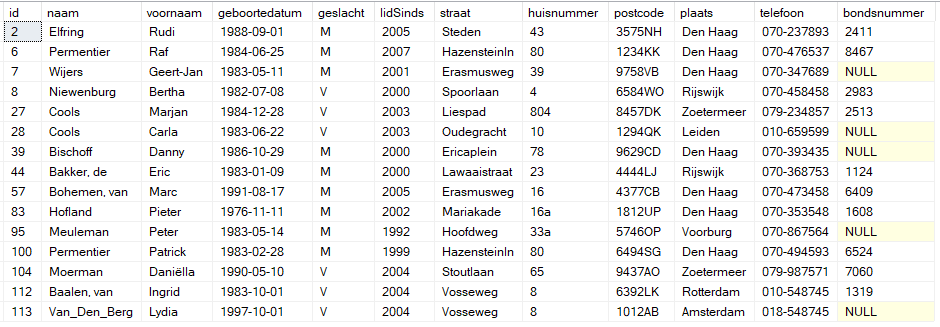 id naam voornaam geboortedatum geslacht lidSinds straat huisnummer postcode plaats telefoon bondsnummer
2 Elfring Rudi 1988-09-01 M 2005 Steden 43 3575NH Den Haag 070-237893 2411
6 Permentier Raf 1984-06-25 M 2007 Hazensteinln 80 1234KK Den Haag 070-476537 8467
7 Wijers Geert-Jan 1983-05-11 M 2001 Erasmusweg 39 9758VB Den Haag 070-347689 NULL
8 Niewenburg Bertha 1982-07-08 V 2000 Spoorlaan 4 6584WO Rijswijk 070-458458 2983
27 Cools Marjan 1984-12-28 V 2003 Liespad 804 8457DK Zoetermeer 079-234857 2513
28 Cools Carla 1983-06-22 V 2003 Oudegracht 10 1294QK Leiden 010-659599 NULL
39 Bischoff Danny 1986-10-29 M 2000 Ericaplein 78 9629CD Den Haag 070-393435 NULL
44 Bakker, de Eric 1983-01-09 M 2000 Lawaaistraat 23 4444LJ Rijswijk 070-368753 1124
57 Bohemen, van Marc 1991-08-17 M 2005 Erasmusweg 16 4377CB Den Haag 070-473458 6409
83 Hofland Pieter 1976-11-11 M 2002 Mariakade 16a 1812UP Den Haag 070-353548 1608
95 Meuleman Peter 1983-05-14 M 1992 Hoofdweg 33a 5746OP Voorburg 070-867564 NULL
100 Permentier Patrick 1983-02-28 M 1999 Hazensteinln 80 6494SG Den Haag 070-494593 6524
104 Moerman Daniëlla 1990-05-10 V 2004 Stoutlaan 65 9437AO Zoetermeer 079-987571 7060
112 Baalen, van Ingrid 1983-10-01 V 2004 Vosseweg 8 6392LK Rotterdam 010-548745 1319
113 Van_Den_Berg Lydia 1997-10-01 V 2004 Vosseweg 8 1012AB Amsterdam 018-548745 NULL